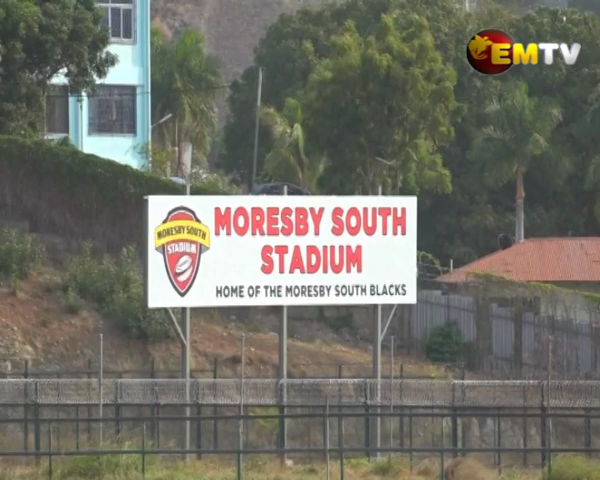 EMTV
MORESBY SOUTH
STADIUM
MORESBY SOUTH
STADIUM
HOME OF THE MORESBY SOUTH BLACKS